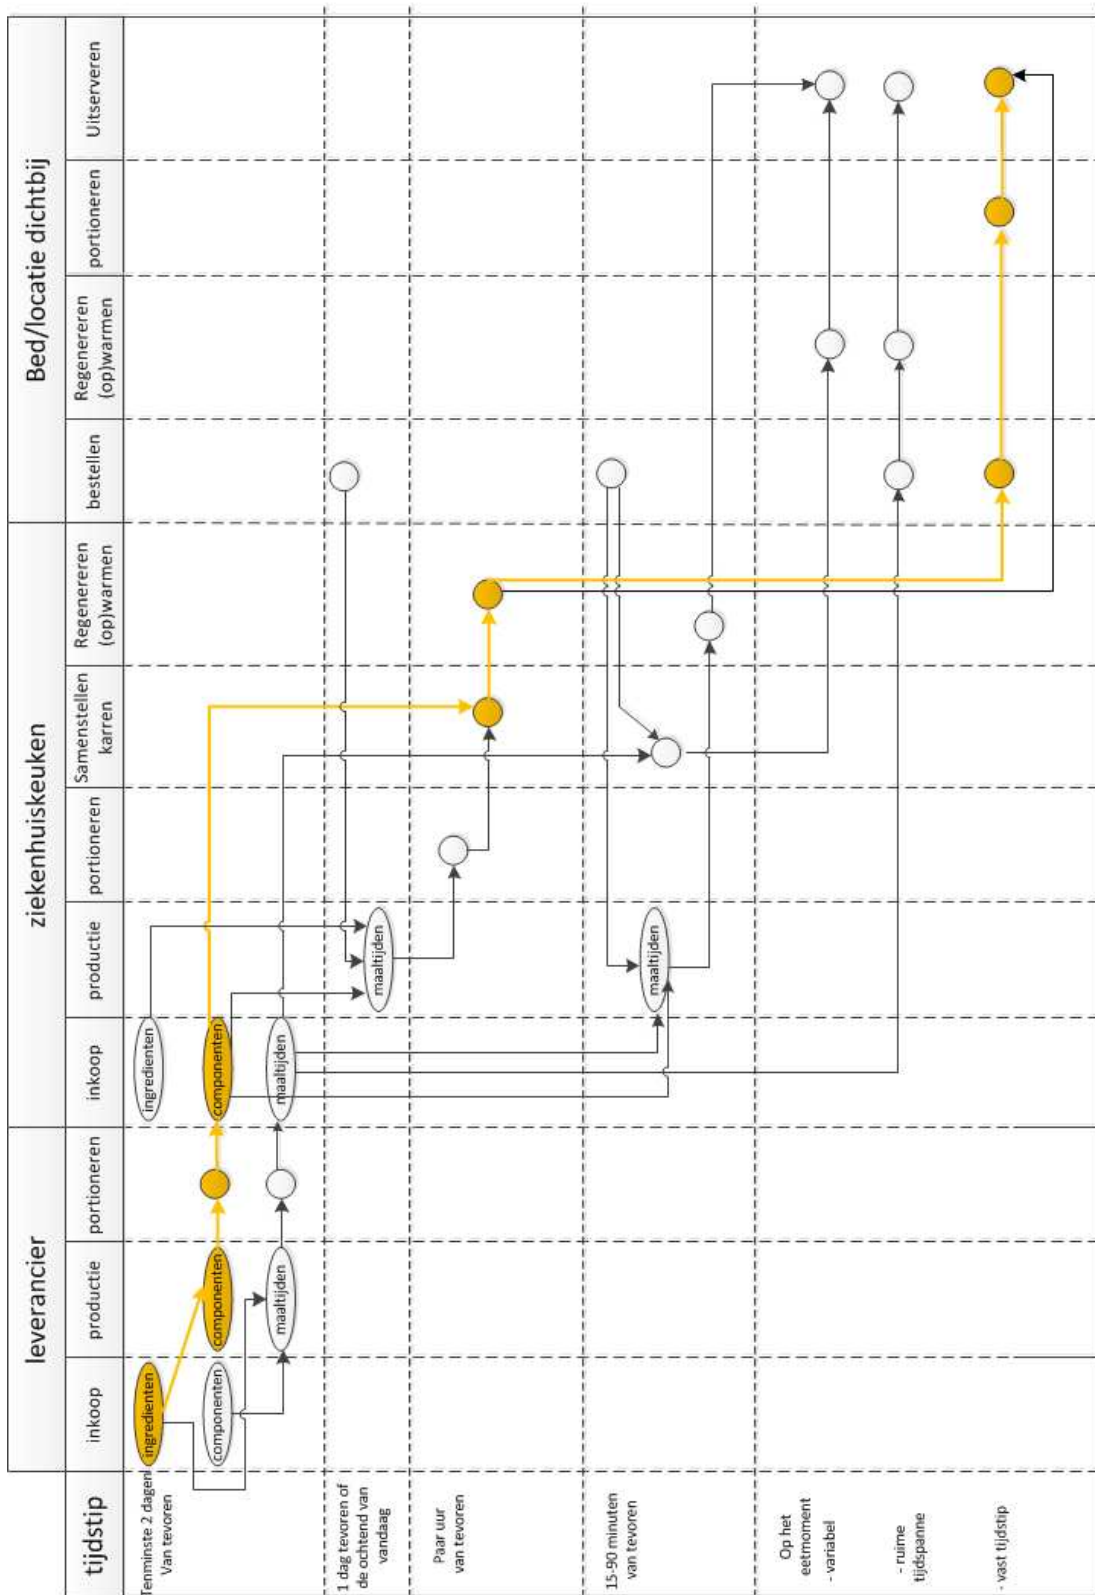 tijdstip
leverancier
ziekenhuiskeuken
Bed/locatie dichtbij
inkoop
productie
portioneren
inkoop
productie
portioneren
Samenstellen
karren
Regenereren
(op)warmen
bestellen
Regenereren
(op)warmen
portioneren
Uitserveren
Tenminste 2 dagen
Van tevoren
ingredienten
componenten
componenten
maaltijden
ingredienten
componenten
maaltijden
1 dag tevoren of
de ochtend van
vandaag
maaltijden
Paar uur
van tevoren
15-90 minuten
van tevoren
maaltijden
Op het
eetmoment
- variabel
- ruime
tijdspanne
- vast tijdstip